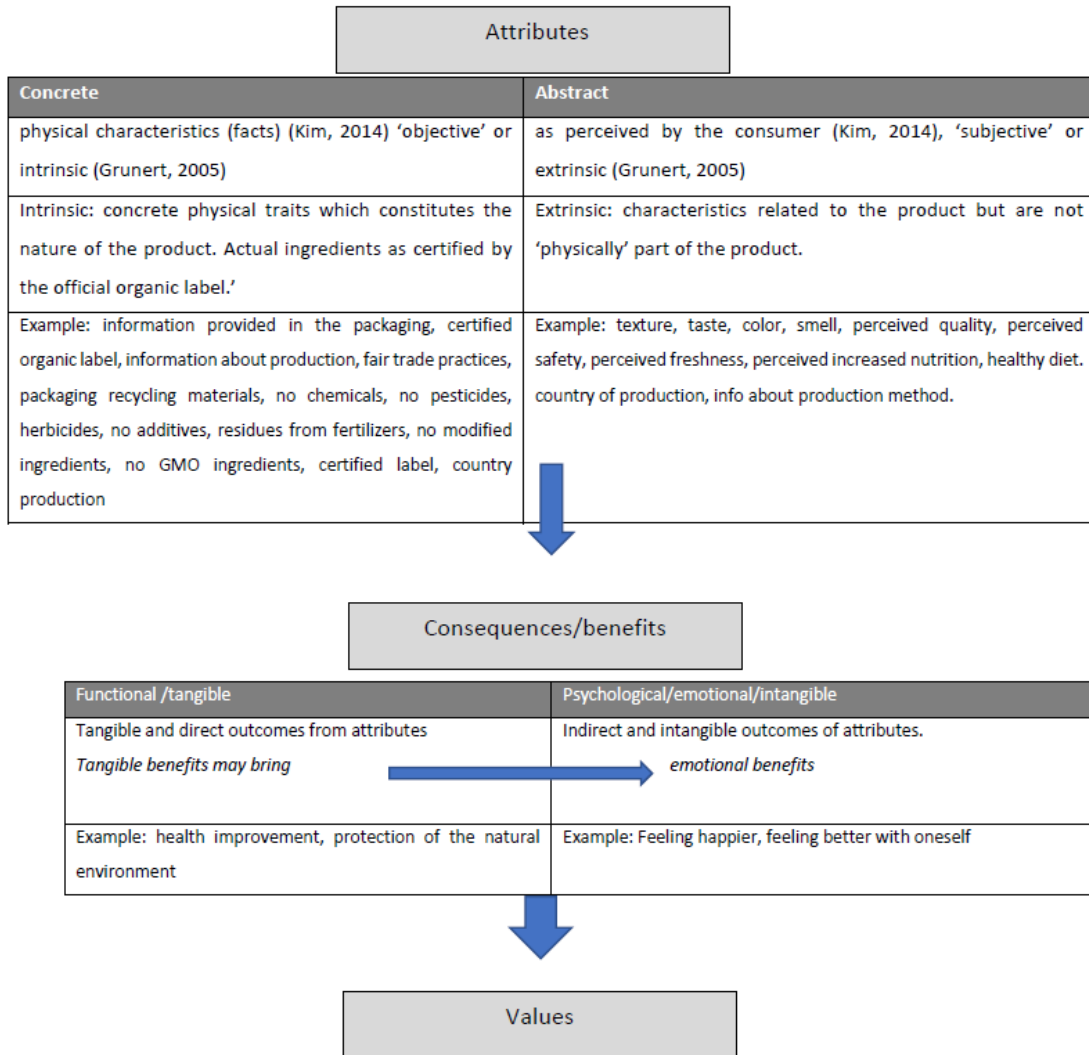 Attributes
Concrete
Abstract
physical characteristics (facts) (Kim, 2014) ‘objective’ or
intrinsic (Grunert, 2005)
as perceived by the consumer (Kim, 2014), ‘subjective’ or
extrinsic (Grunert, 2005)
Intrinsic: concrete physical traits which constitutes the
nature of the product. Actual ingredients as certified by
the official organic label.’
Extrinsic: characteristics related to the product but are not
‘physically’ part of the product.
Example: information provided in the packaging, certified
organic label, information about production, fair trade practices,
packaging recycling materials, no chemicals, no pesticides,
herbicides, no additives, residues from fertilizers, no modified
ingredients, no GMO ingredients, certified label, country
production
Example: texture, taste, color, smell, perceived quality, perceived
safety, perceived freshness, perceived increased nutrition, healthy diet.
country of production, info about production method.
Consequences/benefits
Functional /tangible
Psychological/emotional/intangible
Tangible and direct outcomes from attributes
Tangible benefits may bring
Indirect and intangible outcomes of attributes.
emotional benefits
Example: health improvement, protection of the natural
environment
Example: Feeling happier, feeling better with oneself
Values